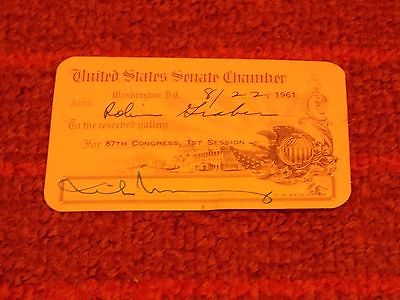 United States Senate Chamber
Washington, D.C. 8/22, 1961
Admit Robin Graber
To the reserved gallery
For 87th Congress, 1st Session